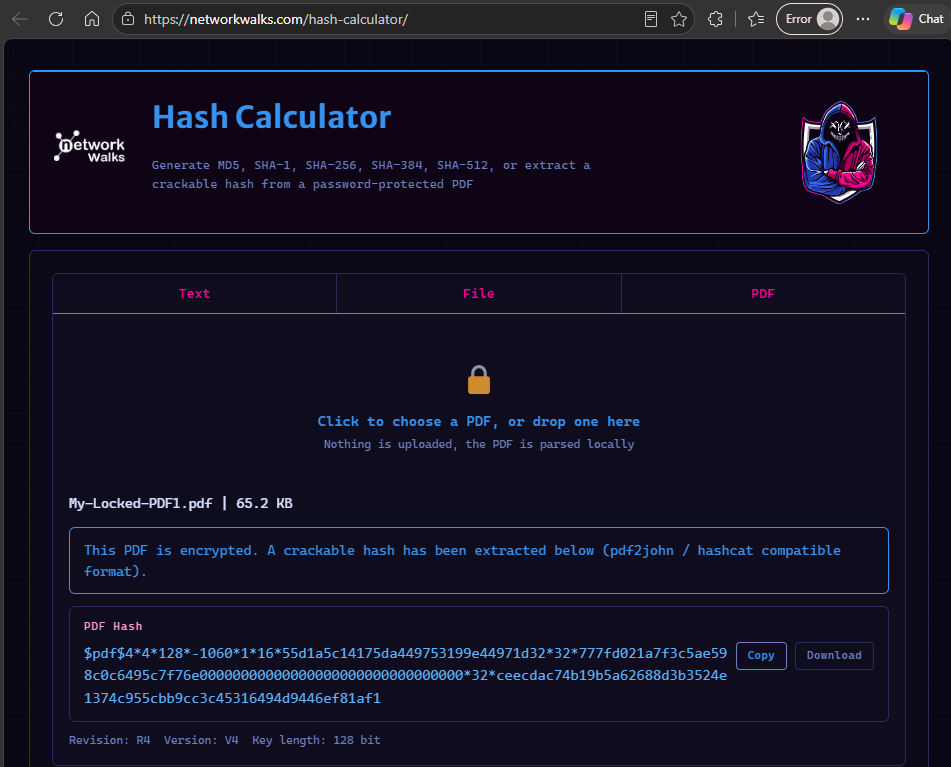 https://networkwalks.com/hash-calculator/
Error
Chat
network
Walks
Hash Calculator
Generate MD5, SHA-1, SHA-256, SHA-384, SHA-512, or extract a
crackable hash from a password-protected PDF
Text
File
PDF
Click to choose a PDF, or drop one here
Nothing is uploaded, the PDF is parsed locally
My-Locked-PDF1.pdf | 65.2 KB
This PDF is encrypted. A crackable hash has been extracted below (pdf2john / hashcat compatible
format).
PDF Hash
$pdf$4*4*128*-1060*1*16*55d1a5c14175da449753199e44971d32*32*777fd021a7f3c5ae59
8c0c6495c7f76e00000000000000000000000000000000*32*ceecdac74b19b5a62688d3b3524e
1374c955cbb9cc3c45316494d9446ef81af1
Copy
Download
Revision: R4 Version: V4 Key length: 128 bit